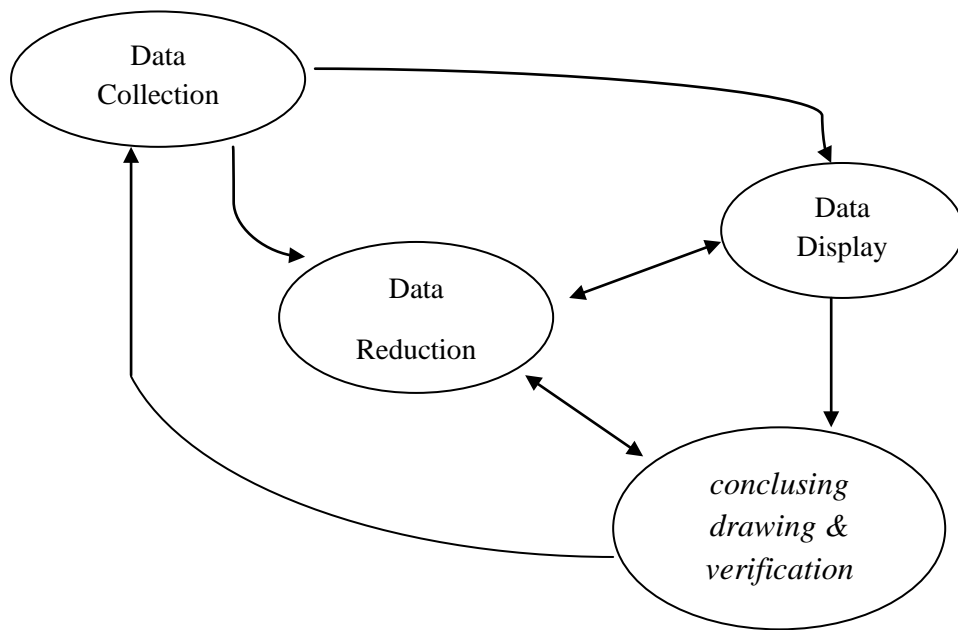 Data
Collection
Data
Display
Data
Reduction
conclusing
drawing &
verification